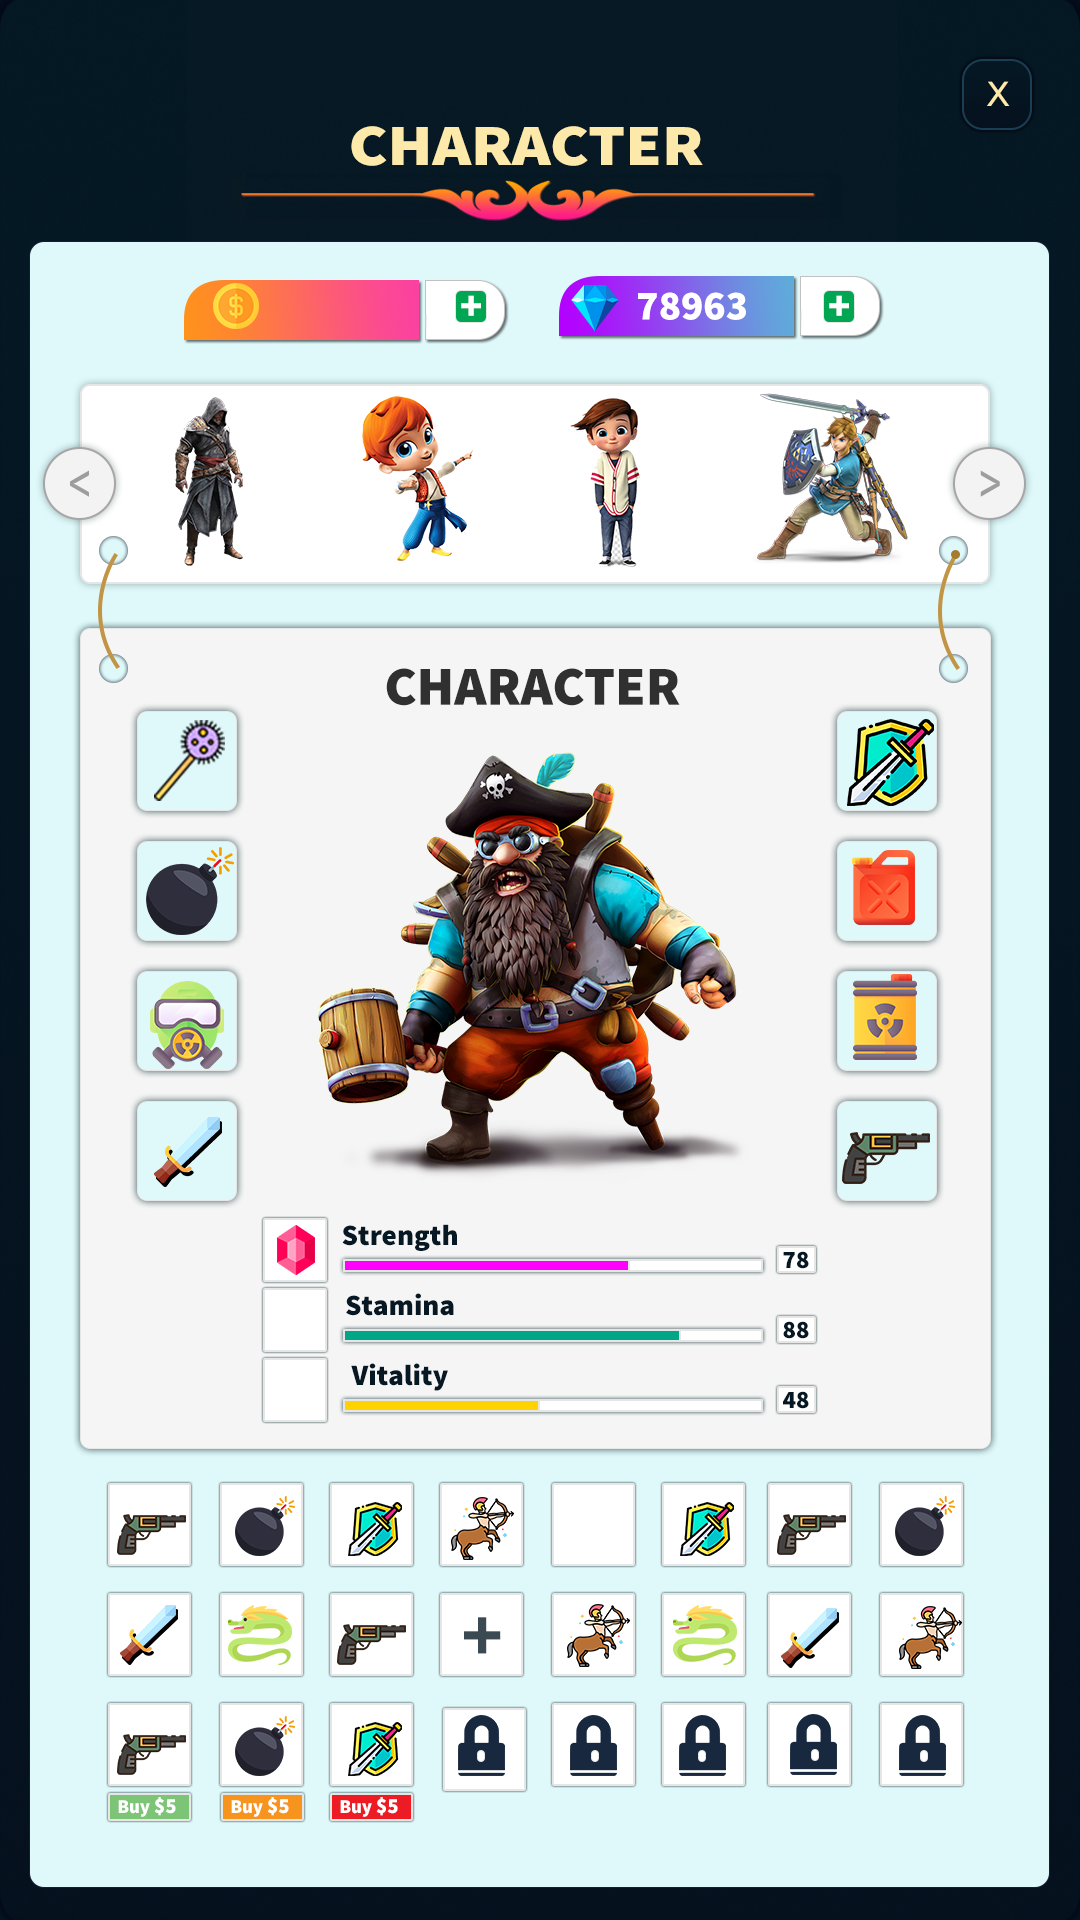 X
CHARACTER
$
78963
< >
CHARACTER
Strength
78
Stamina
88
Vitality
48
+
Buy $5 Buy $5 Buy $5